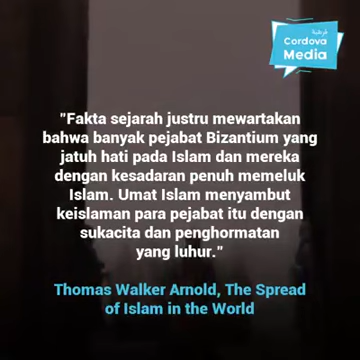 قرطبة
Cordova
Media
"Fakta sejarah justru mewartakan
bahwa banyak pejabat Bizantium yang
jatuh hati pada Islam dan mereka
dengan kesadaran penuh memeluk
Islam. Umat Islam menyambut
keislaman para pejabat itu dengan
sukacita dan penghormatan
yang luhur."
Thomas Walker Arnold, The Spread
of Islam in the World